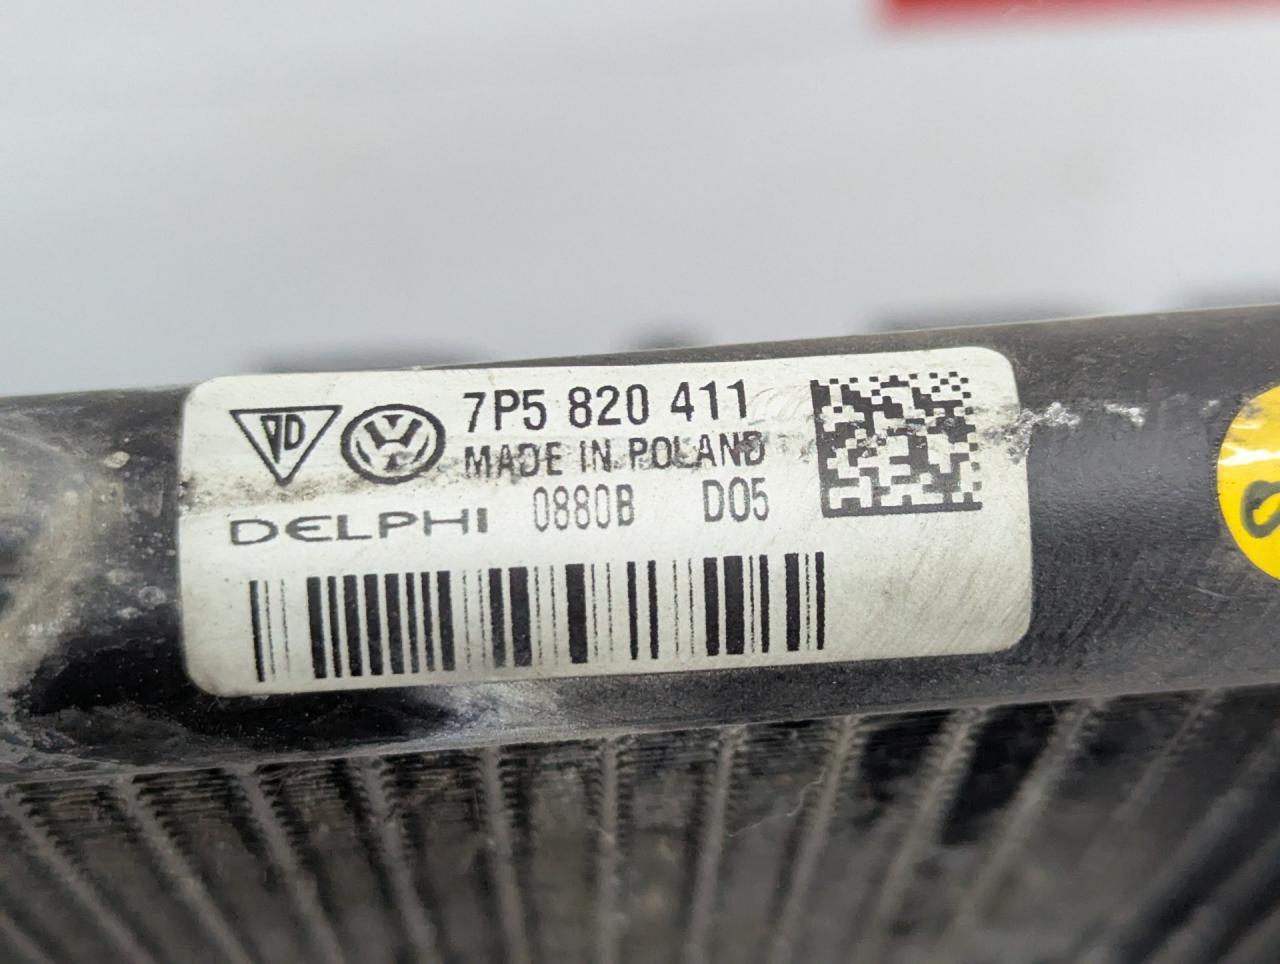 7P5 820 411
MADE IN POLAND
DELPHI 0880B D05